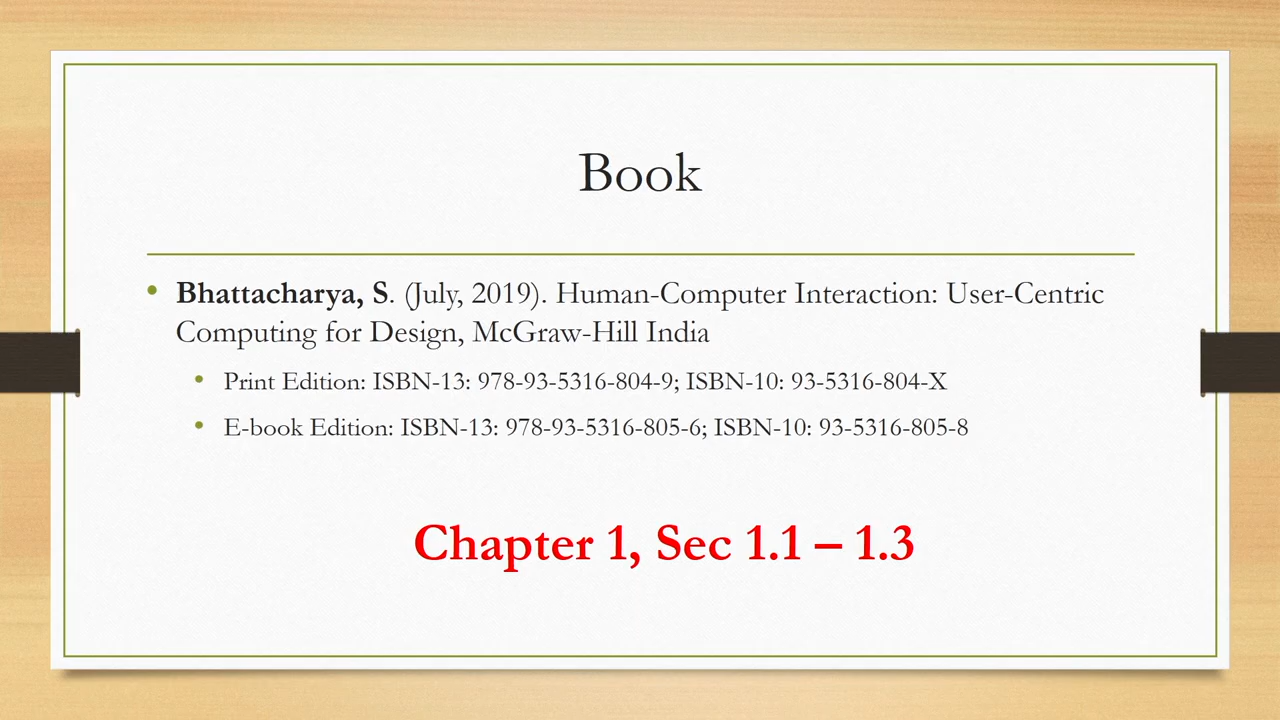 Book
• Bhattacharya, S. (July, 2019). Human-Computer Interaction: User-Centric
Computing for Design, McGraw-Hill India
• Print Edition: ISBN-13: 978-93-5316-804-9; ISBN-10: 93-5316-804-X
• E-book Edition: ISBN-13: 978-93-5316-805-6; ISBN-10: 93-5316-805-8
Chapter 1, Sec 1.1 – 1.3